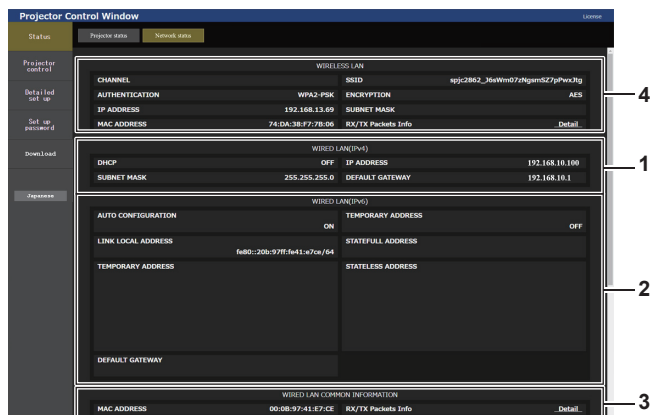 Projector Control Window License
Status Projector status Network status
Projector control
Detailed set up
Set up password
Download
Japanese
WIRELESS LAN
CHANNEL SSID spjc2862_J6sWm07zNgsmSZ7pPwxJtg
AUTHENTICATION WPA2-PSK ENCRYPTION AES
IP ADDRESS 192.168.13.69 SUBNET MASK
MAC ADDRESS 74:DA:38:F7:7B:06 RX/TX Packets Info Detail
4
WIRED LAN(IPv4)
DHCP OFF IP ADDRESS 192.168.10.100
SUBNET MASK 255.255.255.0 DEFAULT GATEWAY 192.168.10.1
1
WIRED LAN(IPv6)
AUTO CONFIGURATION TEMPORARY ADDRESS
ON OFF
LINK LOCAL ADDRESS STATEFULL ADDRESS
fe80::20b:97ff:fe41:e7ce/64
TEMPORARY ADDRESS STATELESS ADDRESS
2
DEFAULT GATEWAY
WIRED LAN COMMON INFORMATION
MAC ADDRESS 00:0B:97:41:E7:CE RX/TX Packets Info Detail
3